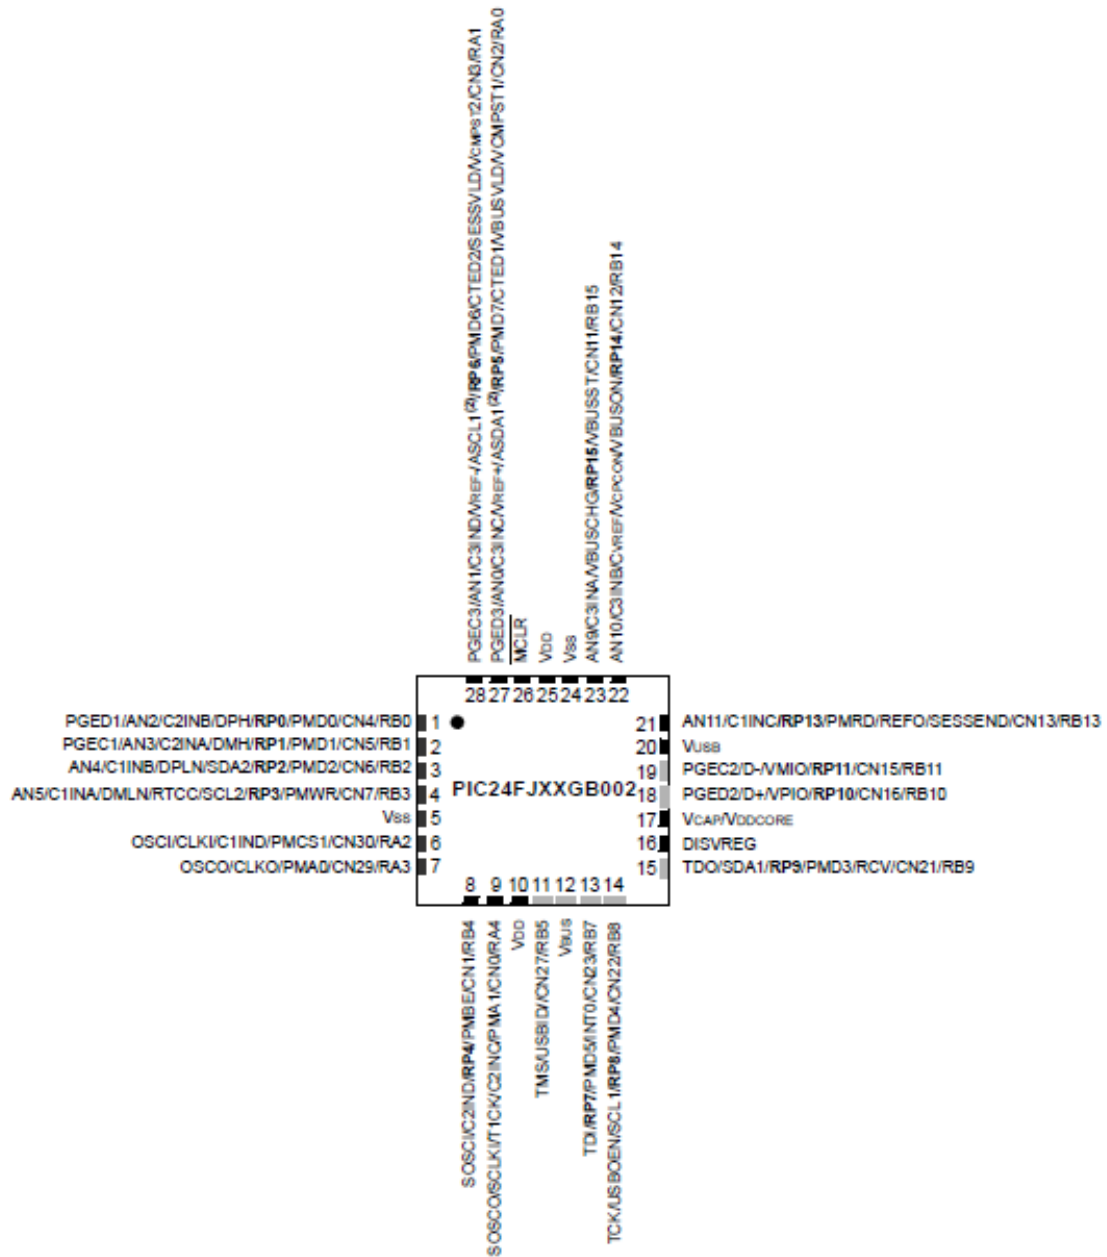 PGEC3/AN1/C3IND/VREF-/ASCL1(2)/RP6/PMD6/CTED2/SESSVLD/VCMPST2/CN3/RA1
PGED3/AN0/C3INC/VREF+/ASDA1(2)/RP5/PMD7/CTED1/VBUSVLD/VCMPST1/CN2/RA0
MCLR
VDD
VSS
AN9/C3INA/VBUSCHG/RP15/VBUSST/CN11/RB15
AN10/C3INB/CVREF/VCPCON/VBUSON/RP14/CN12/RB14
28 27 26 25 24 23 22
PGED1/AN2/C2INB/DPH/RP0/PMD0/CN4/RB0 1
PGEC1/AN3/C2INA/DMH/RP1/PMD1/CN5/RB1 2
AN4/C1INB/DPLN/SDA2/RP2/PMD2/CN6/RB2 3
AN5/C1INA/DMLN/RTCC/SCL2/RP3/PMWR/CN7/RB3 4
VSS 5
OSCI/CLKI/C1IND/PMCS1/CN30/RA2 6
OSCO/CLKO/PMA0/CN29/RA3 7
PIC24FJXXGB002
21 AN11/C1INC/RP13/PMRD/REFO/SESSEND/CN13/RB13
20 VUSB
19 PGEC2/D-/VMIO/RP11/CN15/RB11
18 PGED2/D+/VPIO/RP10/CN16/RB10
17 VCAP/VDDCORE
16 DISVREG
15 TDO/SDA1/RP9/PMD3/RCV/CN21/RB9
8 9 10 11 12 13 14
SOSCI/C2IND/RP4/PMBE/CN1/RB4
SOSCO/SCLKI/T1CK/C2INC/PMA1/CN0/RA4
VDD
TMS/USBID/CN27/RB5
VBUS
TDI/RP7/PMD5/INT0/CN23/RB7
TCK/USBOEN/SCL1/RP8/PMD4/CN22/RB8